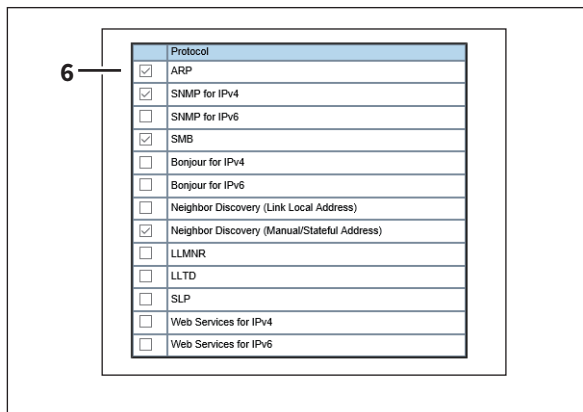 Protocol
6
ARP
SNMP for IPv4
SNMP for IPv6
SMB
Bonjour for IPv4
Bonjour for IPv6
Neighbor Discovery (Link Local Address)
Neighbor Discovery (Manual/Stateful Address)
LLMNR
LLTD
SLP
Web Services for IPv4
Web Services for IPv6